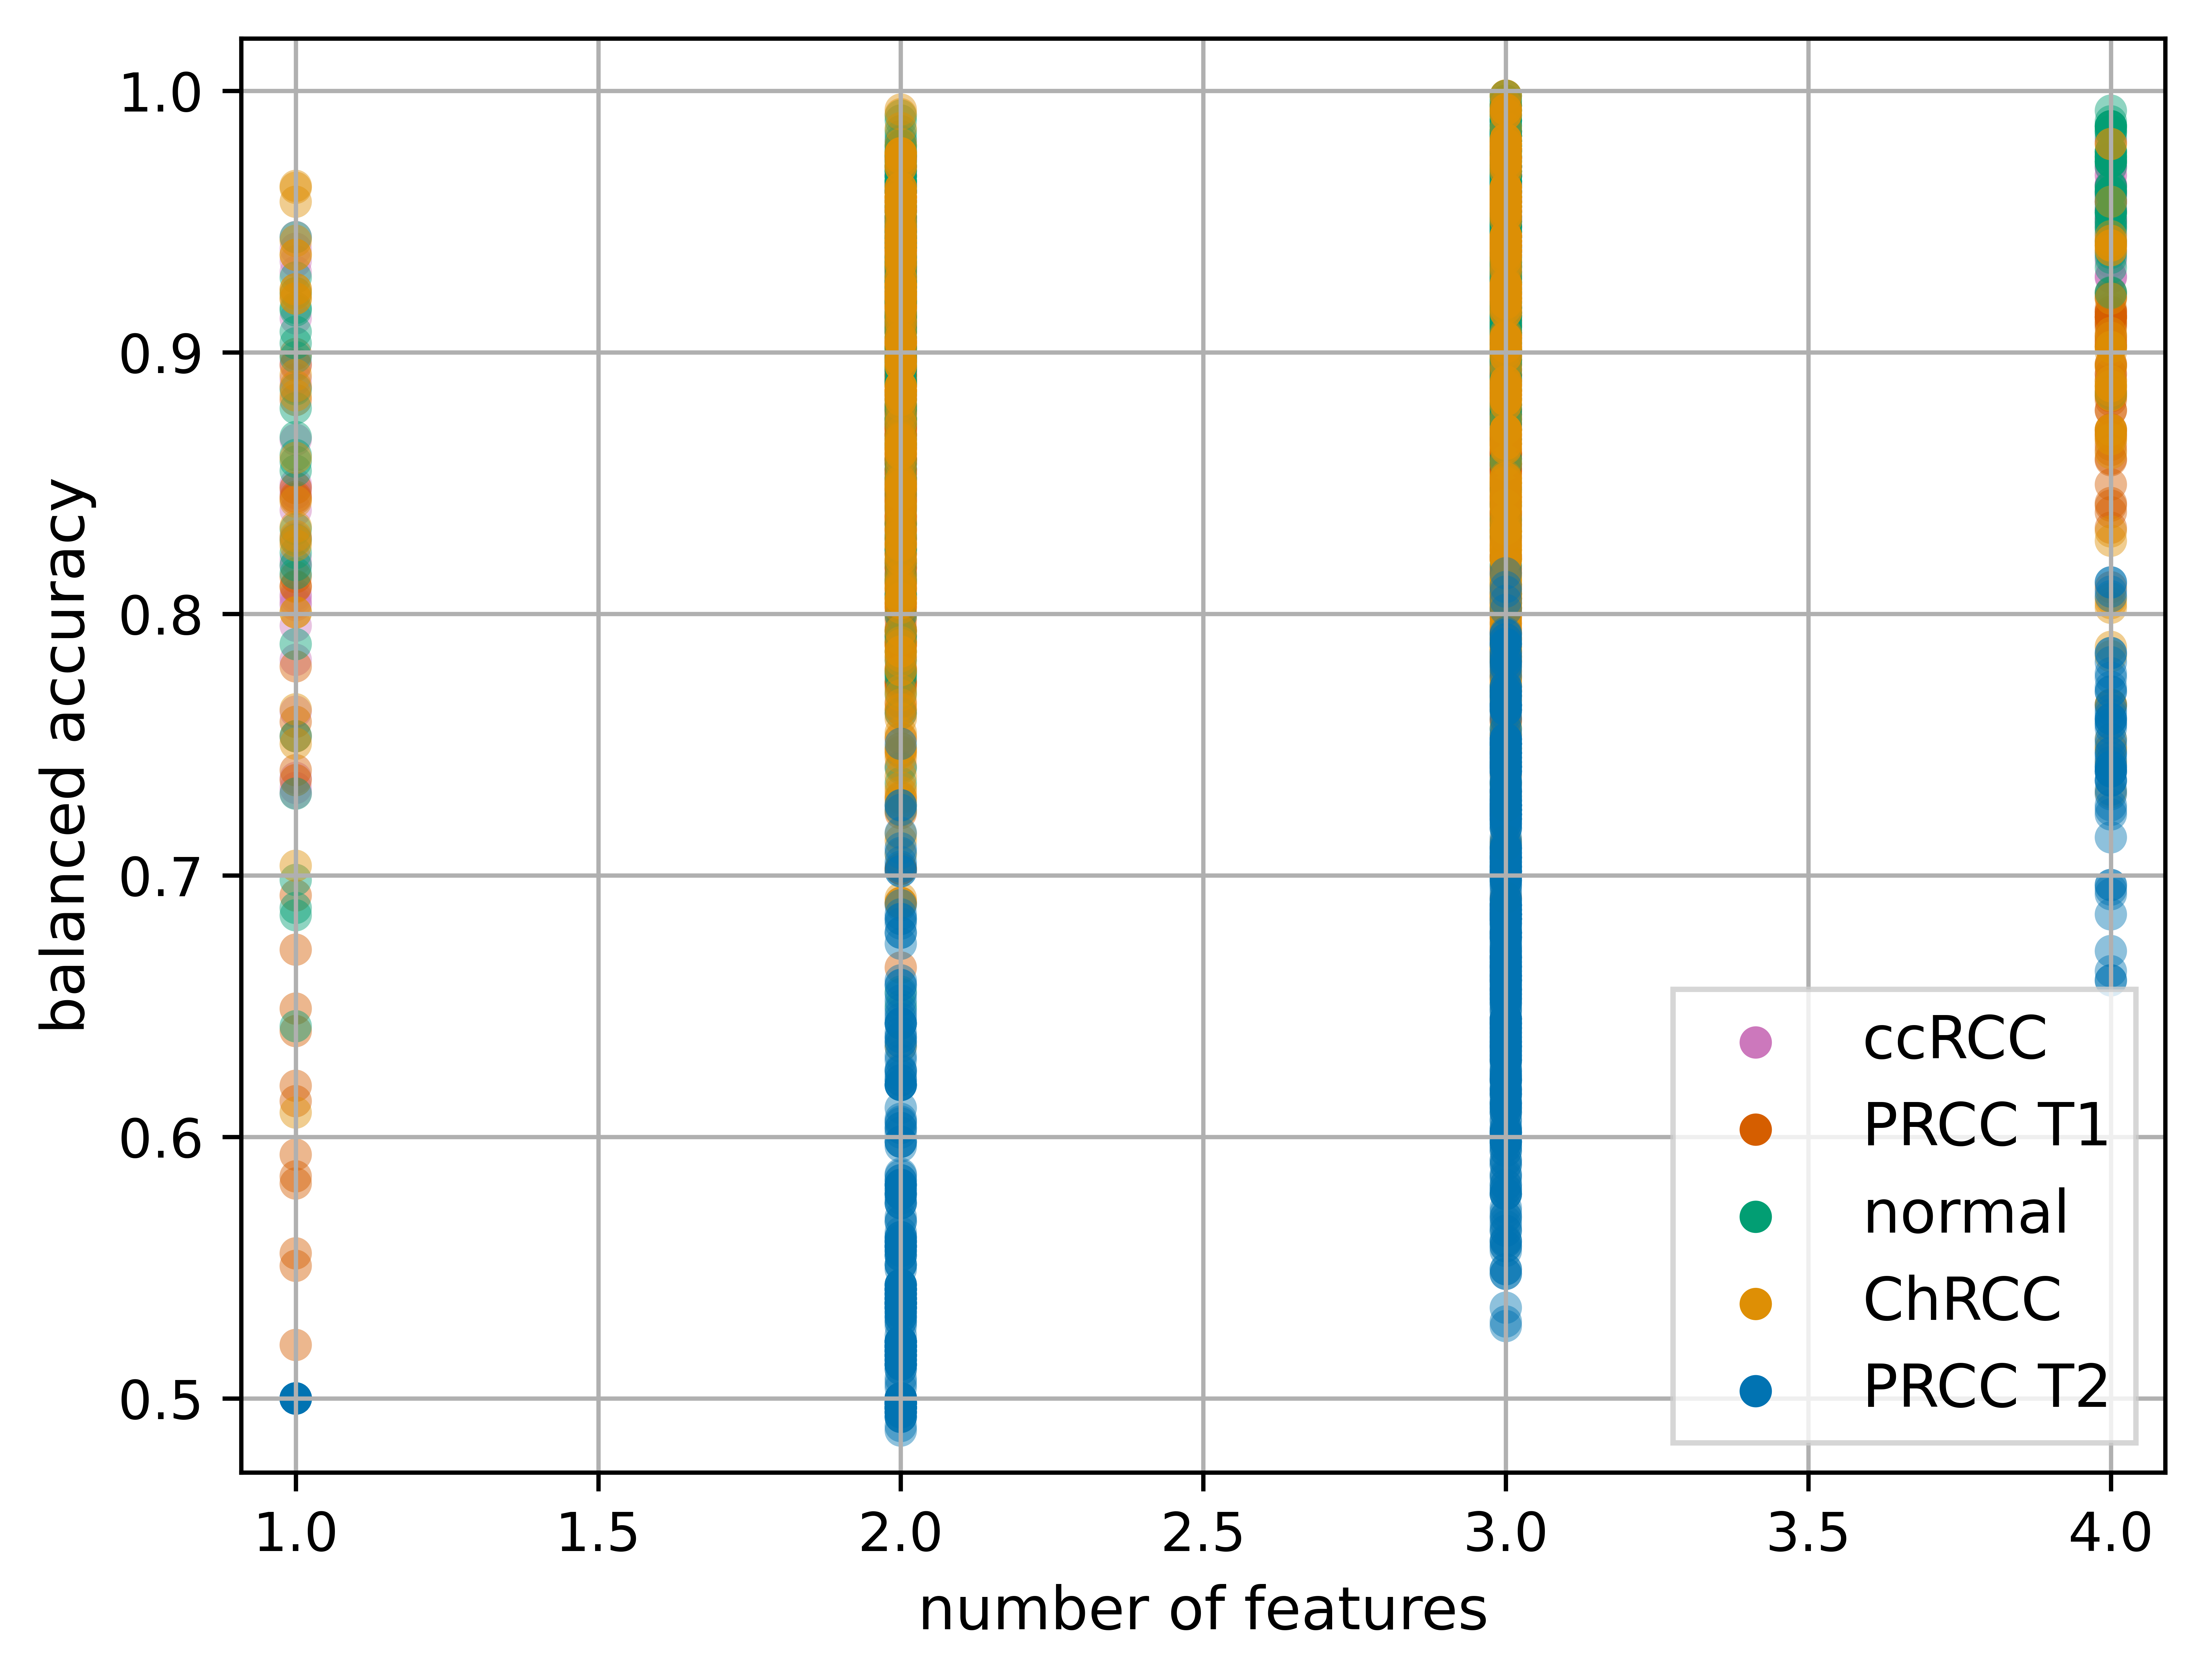 1.0
0.9
0.8
0.7
0.6
0.5
balanced accuracy
ccRCC
PRCC T1
normal
ChRCC
PRCC T2
1.0 1.5 2.0 2.5 3.0 3.5 4.0
number of features